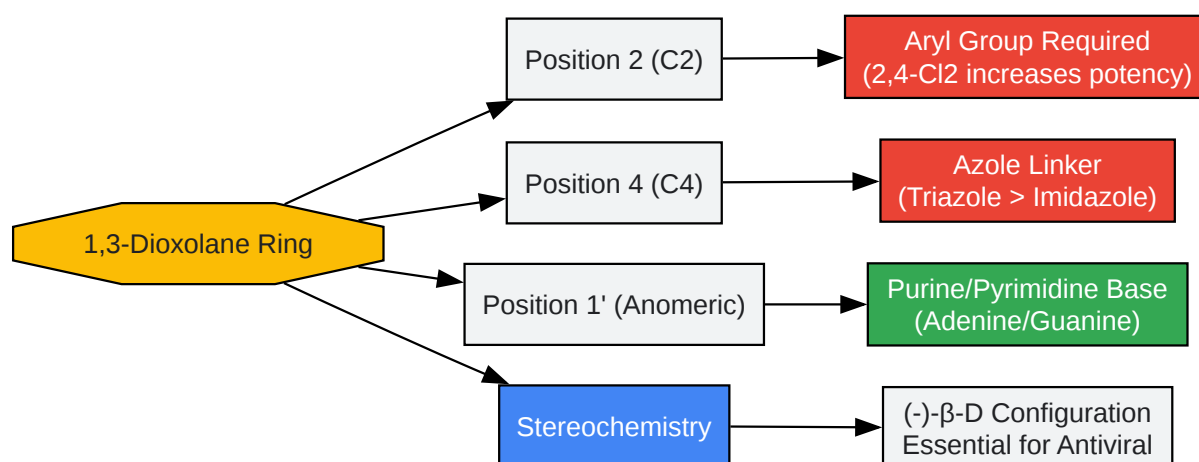 Position 2 (C2)
Aryl Group Required
(2,4-Cl2 increases potency)
Position 4 (C4)
Azole Linker
(Triazole > Imidazole)
1,3-Dioxolane Ring
Position 1' (Anomeric)
Purine/Pyrimidine Base
(Adenine/Guanine)
Stereochemistry
(-)-β-D Configuration
Essential for Antiviral